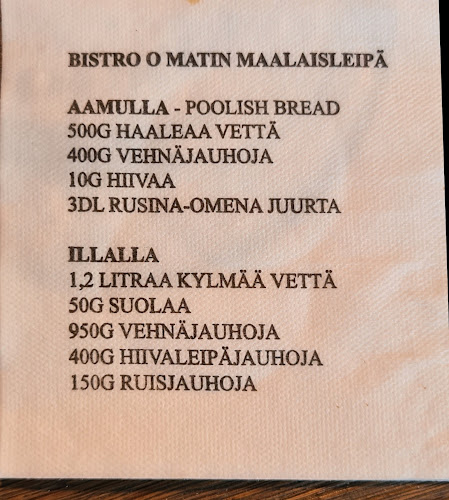 BISTRO O MATIN MAALAISLEIPÄ
AAMULLA - POOLISH BREAD
500G HAALEAA VETTÄ
400G VEHNÄJAUHOJA
10G HIIVAA
3DL RUSINA-OMENA JUURTA
ILLALLA
1,2 LITRAA KYLMÄÄ VETTÄ
50G SUOLAA
950G VEHNÄJAUHOJA
400G HIIVALEIPÄJAUHOJA
150G RUISJAUHOJA